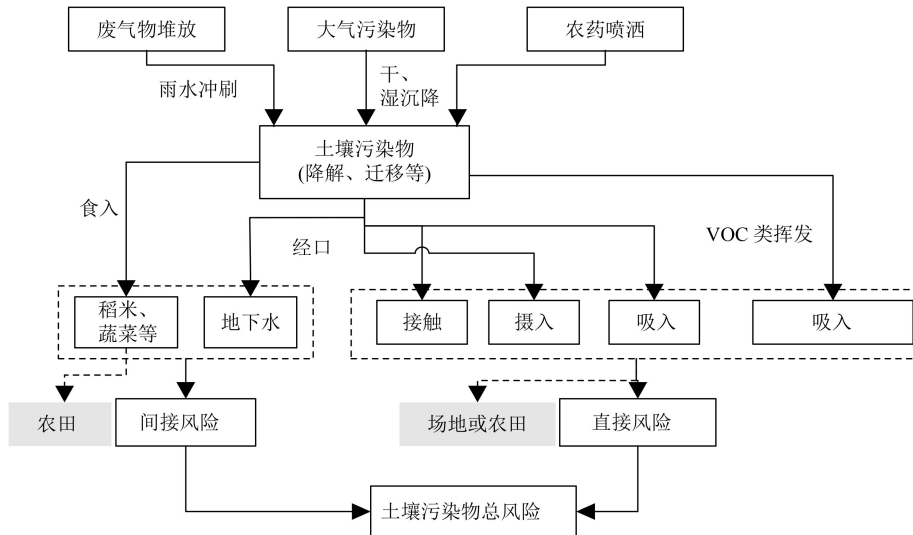 废气物堆放
大气污染物
农药喷洒
雨水冲刷
干、
湿沉降
土壤污染物
(降解、迁移等)
食入
经口
VOC 类挥发
稻米、
蔬菜等
地下水
接触
摄入
吸入
吸入
农田
间接风险
场地或农田
直接风险
土壤污染物总风险